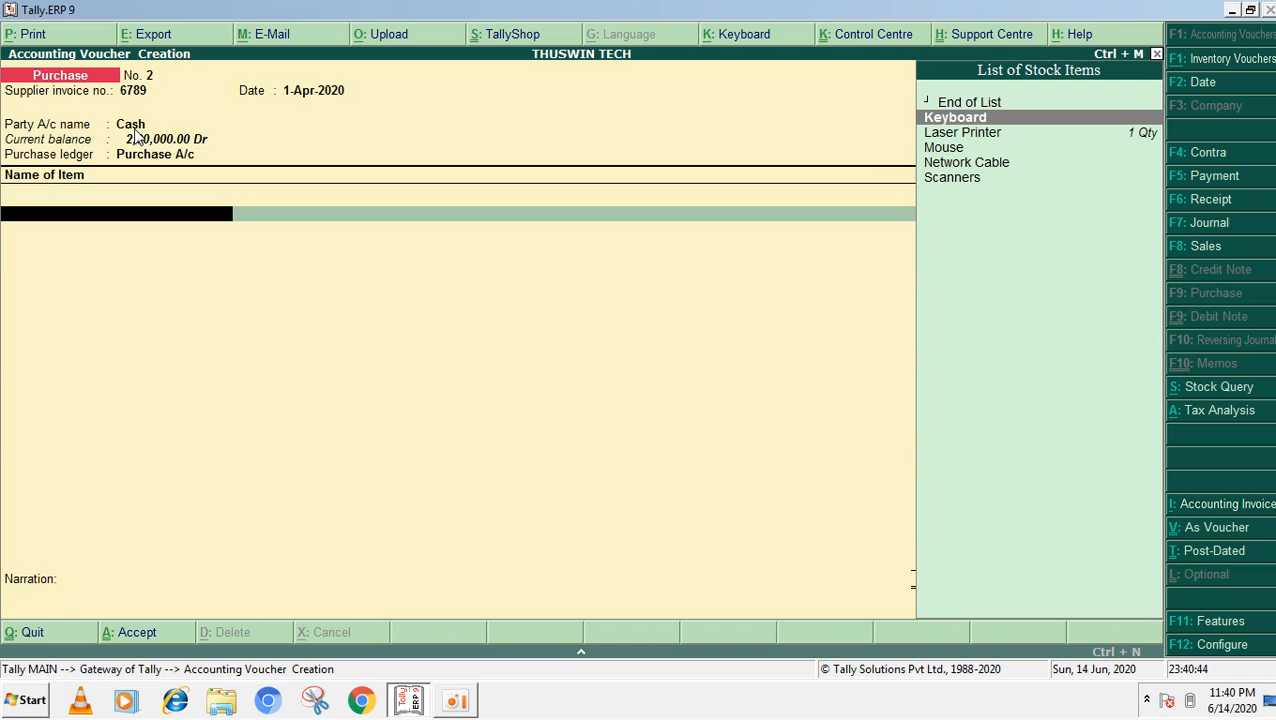 Tally.ERP 9
P: Print E: Export M: E-Mail O: Upload S: TallyShop G: Language K: Keyboard K: Control Centre H: Support Centre H: Help
Accounting Voucher Creation THUSWIN TECH Ctrl + M
Purchase No. 2
Supplier invoice no.: 6789 Date : 1-Apr-2020
Party A/c name : Cash
Current balance : Dr
Purchase ledger : Purchase A/c
Name of Item
Narration:
List of Stock Items
End of List
Keyboard
Laser Printer 1 Qty
Mouse
Network Cable
Scanners
F1: Accounting Vouchers
F1: Inventory Vouchers
F2: Date
F3: Company
F4: Contra
F5: Payment
F6: Receipt
F7: Journal
F8: Sales
F8: Credit Note
F9: Purchase
F9: Debit Note
F10: Reversing Journal
F10: Memos
S: Stock Query
A: Tax Analysis
I: Accounting Invoice
V: As Voucher
T: Post-Dated
L: Optional
F11: Features
F12: Configure
Q: Quit A: Accept D: Delete X: Cancel
Ctrl + N
Tally MAIN --> Gateway of Tally --> Accounting Voucher Creation © Tally Solutions Pvt Ltd., 1988-2020 Sun, 14 Jun, 2020 23:40:44
Start Tally ERP 9 11:40 PM
6/14/2020